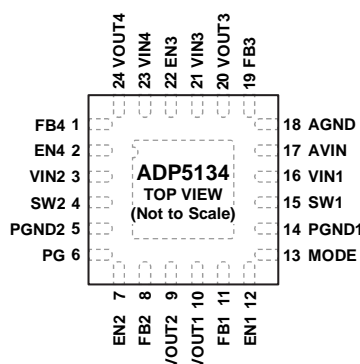 24 VOUT4
23 VIN4
22 EN3
21 VIN3
20 VOUT3
19 FB3
FB4 1
EN4 2
VIN2 3
SW2 4
PGND2 5
PG 6
ADP5134
TOP VIEW
(Not to Scale)
18 AGND
17 AVIN
16 VIN1
15 SW1
14 PGND1
13 MODE
EN2 7
FB2 8
VOUT2 9
VOUT1 10
FB1 11
EN1 12